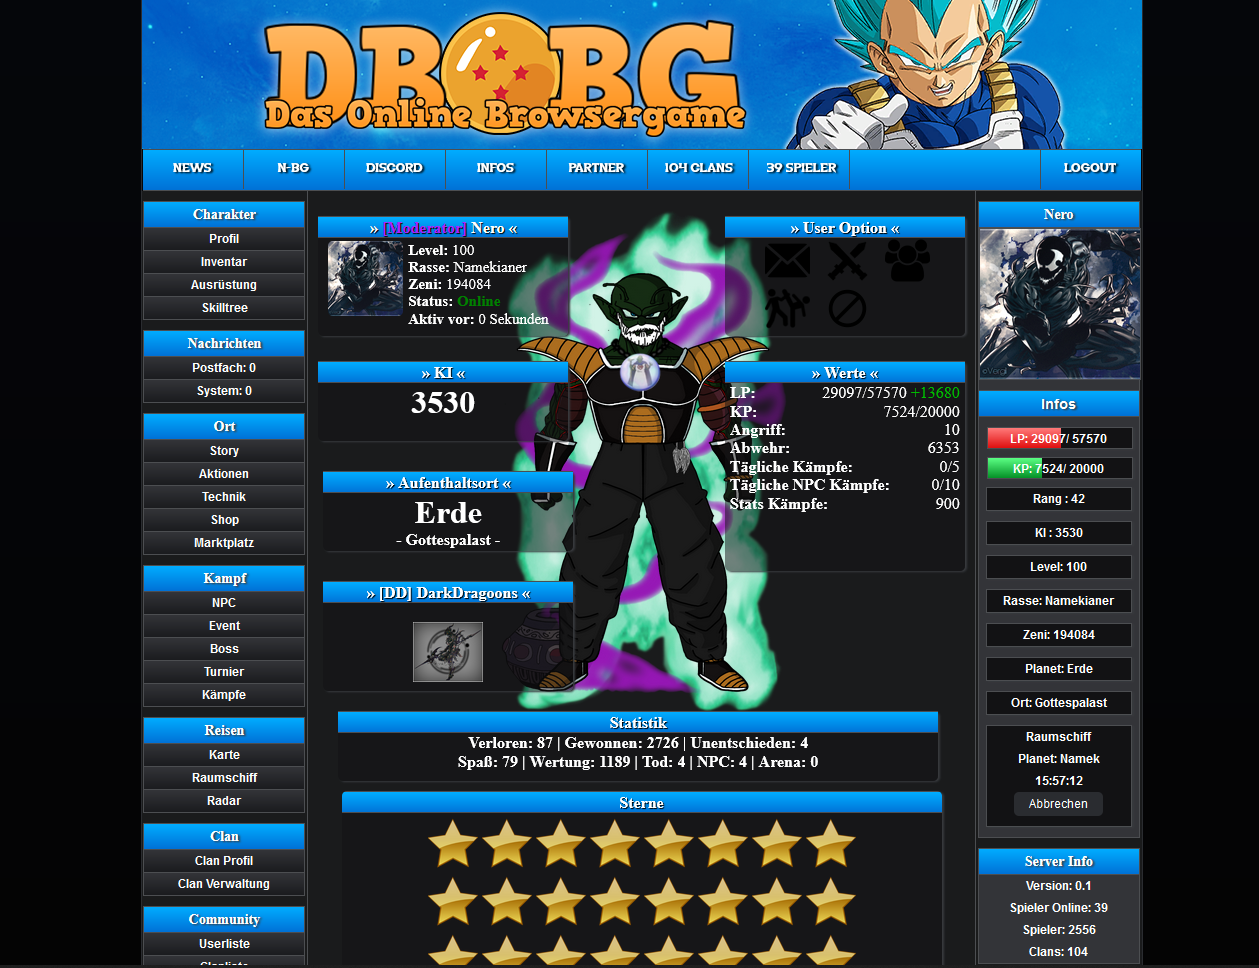 DB BG
Das Online Browsergame
NEWS
N-BG
DISCORD
INFOS
PARTNER
104 CLANS
39 SPIELER
LOGOUT
Charakter
Profil
Inventar
Ausrüstung
Skilltree
Nachrichten
Postfach: 0
System: 0
Ort
Story
Aktionen
Technik
Shop
Marktplatz
Kampf
NPC
Event
Boss
Turnier
Kämpfe
Reisen
Karte
Raumschiff
Radar
Clan
Clan Profil
Clan Verwaltung
Community
Userliste
Clanliste
» [Moderator] Nero «
Level: 100
Rasse: Namekianer
Zeni: 194084
Status: Online
Aktiv vor: 0 Sekunden
» KI «
3530
» Aufenthaltsort «
Erde
- Gottespalast -
» [DD] DarkDragoons «
» User Option «
» Werte «
LP: 29097/57570 +13680
KP: 7524/20000
Angriff: 10
Abwehr: 6353
Tägliche Kämpfe: 0/5
Tägliche NPC Kämpfe: 0/10
Stats Kämpfe: 900
Statistik
Verloren: 87 | Gewonnen: 2726 | Unentschieden: 4
Spaß: 79 | Wertung: 1189 | Tod: 4 | NPC: 4 | Arena: 0
Sterne
Nero
©Vergil
Infos
LP: 29097/ 57570
KP: 7524/ 20000
Rang : 42
KI : 3530
Level: 100
Rasse: Namekianer
Zeni: 194084
Planet: Erde
Ort: Gottespalast
Raumschiff
Planet: Namek
15:57:12
Abbrechen
Server Info
Version: 0.1
Spieler Online: 39
Spieler: 2556
Clans: 104